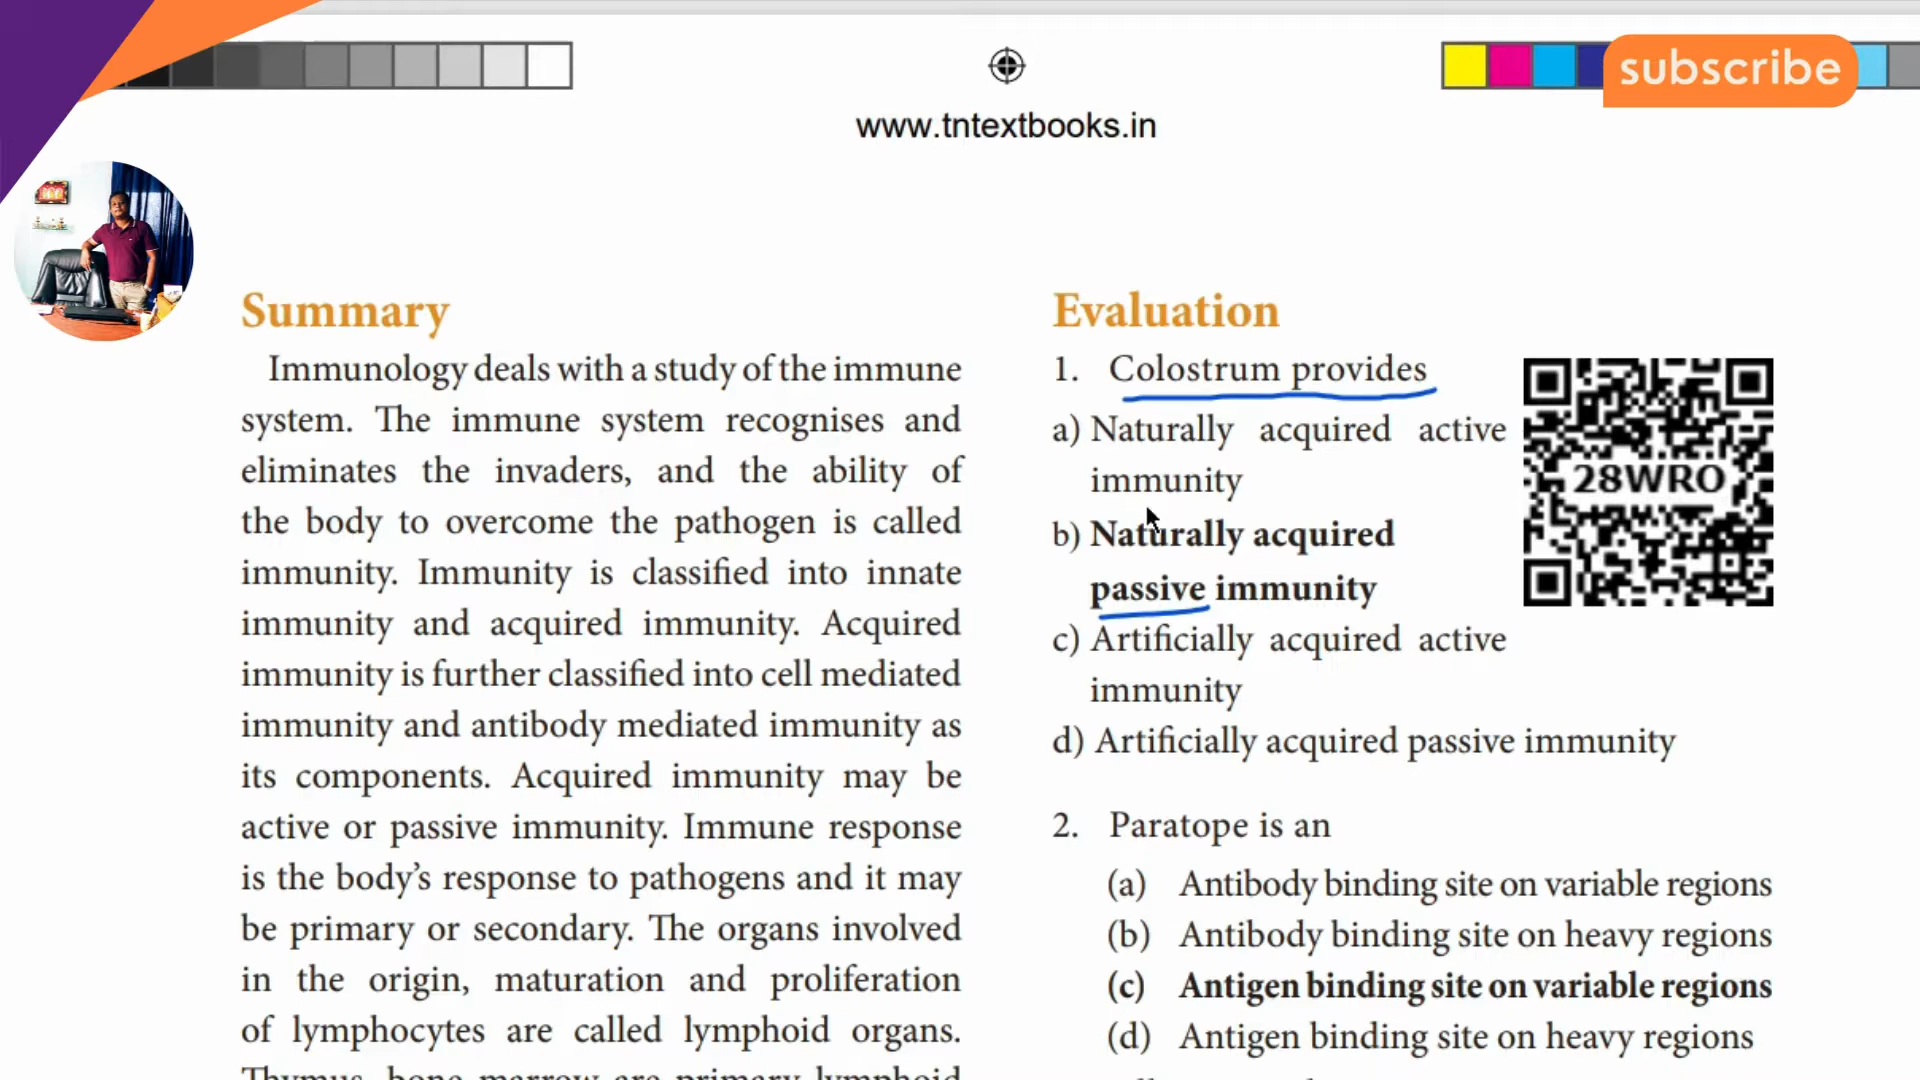 subscribe
www.tntextbooks.in
Summary
Immunology deals with a study of the immune
system. The immune system recognises and
eliminates the invaders, and the ability of
the body to overcome the pathogen is called
immunity. Immunity is classified into innate
immunity and acquired immunity. Acquired
immunity is further classified into cell mediated
immunity and antibody mediated immunity as
its components. Acquired immunity may be
active or passive immunity. Immune response
is the body’s response to pathogens and it may
be primary or secondary. The organs involved
in the origin, maturation and proliferation
of lymphocytes are called lymphoid organs.
Thymus, bone marrow are primary lymphoid
Evaluation
1. Colostrum provides
a) Naturally acquired active
immunity
b) Naturally acquired
passive immunity
c) Artificially acquired active
immunity
d) Artificially acquired passive immunity
28WRO
2. Paratope is an
(a) Antibody binding site on variable regions
(b) Antibody binding site on heavy regions
(c) Antigen binding site on variable regions
(d) Antigen binding site on heavy regions